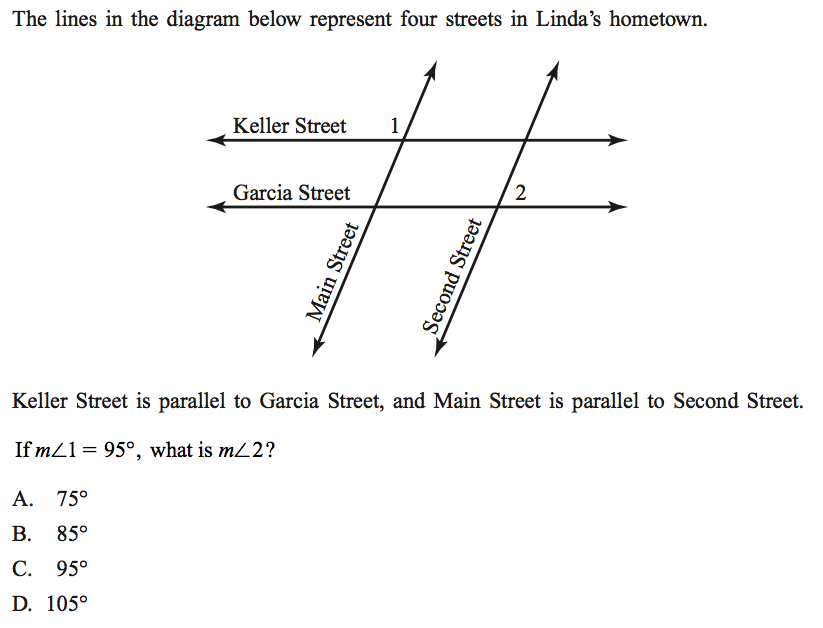 The lines in the diagram below represent four streets in Linda's hometown.
Keller Street 1
Garcia Street 2
Main Street
Second Street
Keller Street is parallel to Garcia Street, and Main Street is parallel to Second Street.
If m∠1 = 95°, what is m∠2?
A. 75°
B. 85°
C. 95°
D. 105°